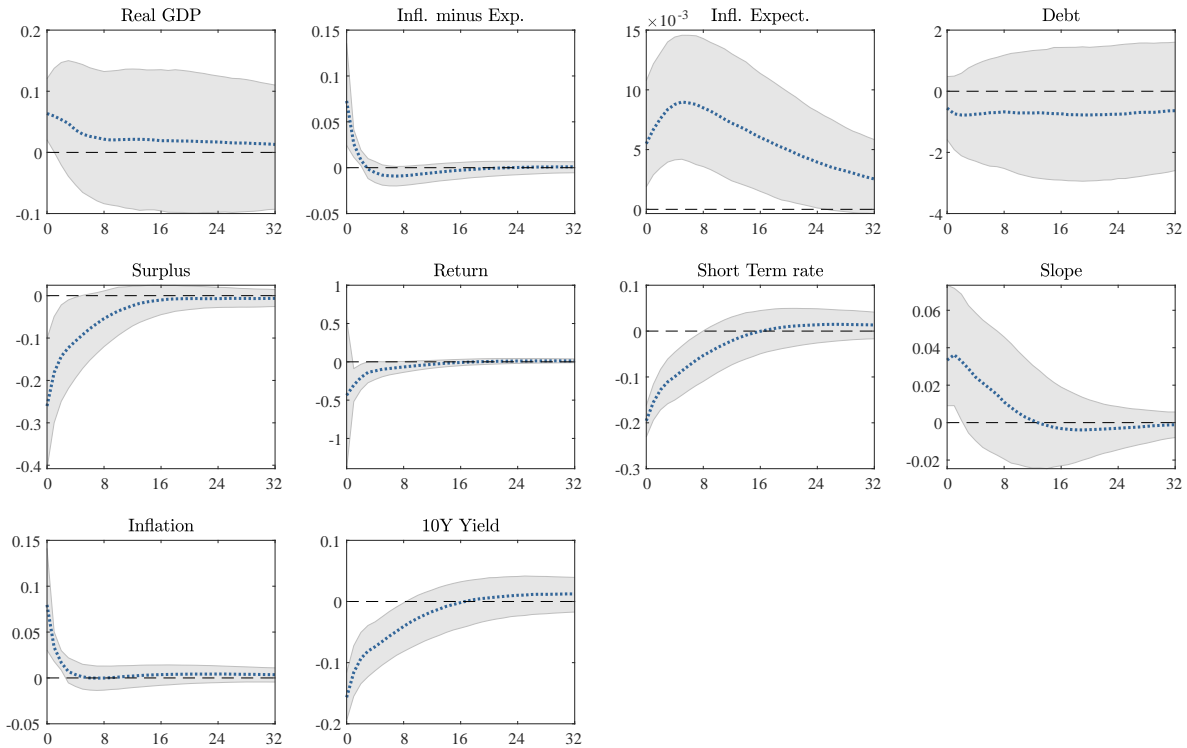 Real GDP
0.2
0.1
0
-0.1
0 8 16 24 32
Infl. minus Exp.
0.15
0.1
0.05
0
-0.05
0 8 16 24 32
×10⁻³ Infl. Expect.
15
10
5
0
0 8 16 24 32
Debt
2
0
-2
-4
0 8 16 24 32
Surplus
0
-0.1
-0.2
-0.3
-0.4
0 8 16 24 32
Return
1
0.5
0
-0.5
-1
0 8 16 24 32
Short Term rate
0.1
0
-0.1
-0.2
-0.3
0 8 16 24 32
Slope
0.06
0.04
0.02
0
-0.02
0 8 16 24 32
Inflation
0.15
0.1
0.05
0
-0.05
0 8 16 24 32
10Y Yield
0.1
0
-0.1
-0.2
0 8 16 24 32